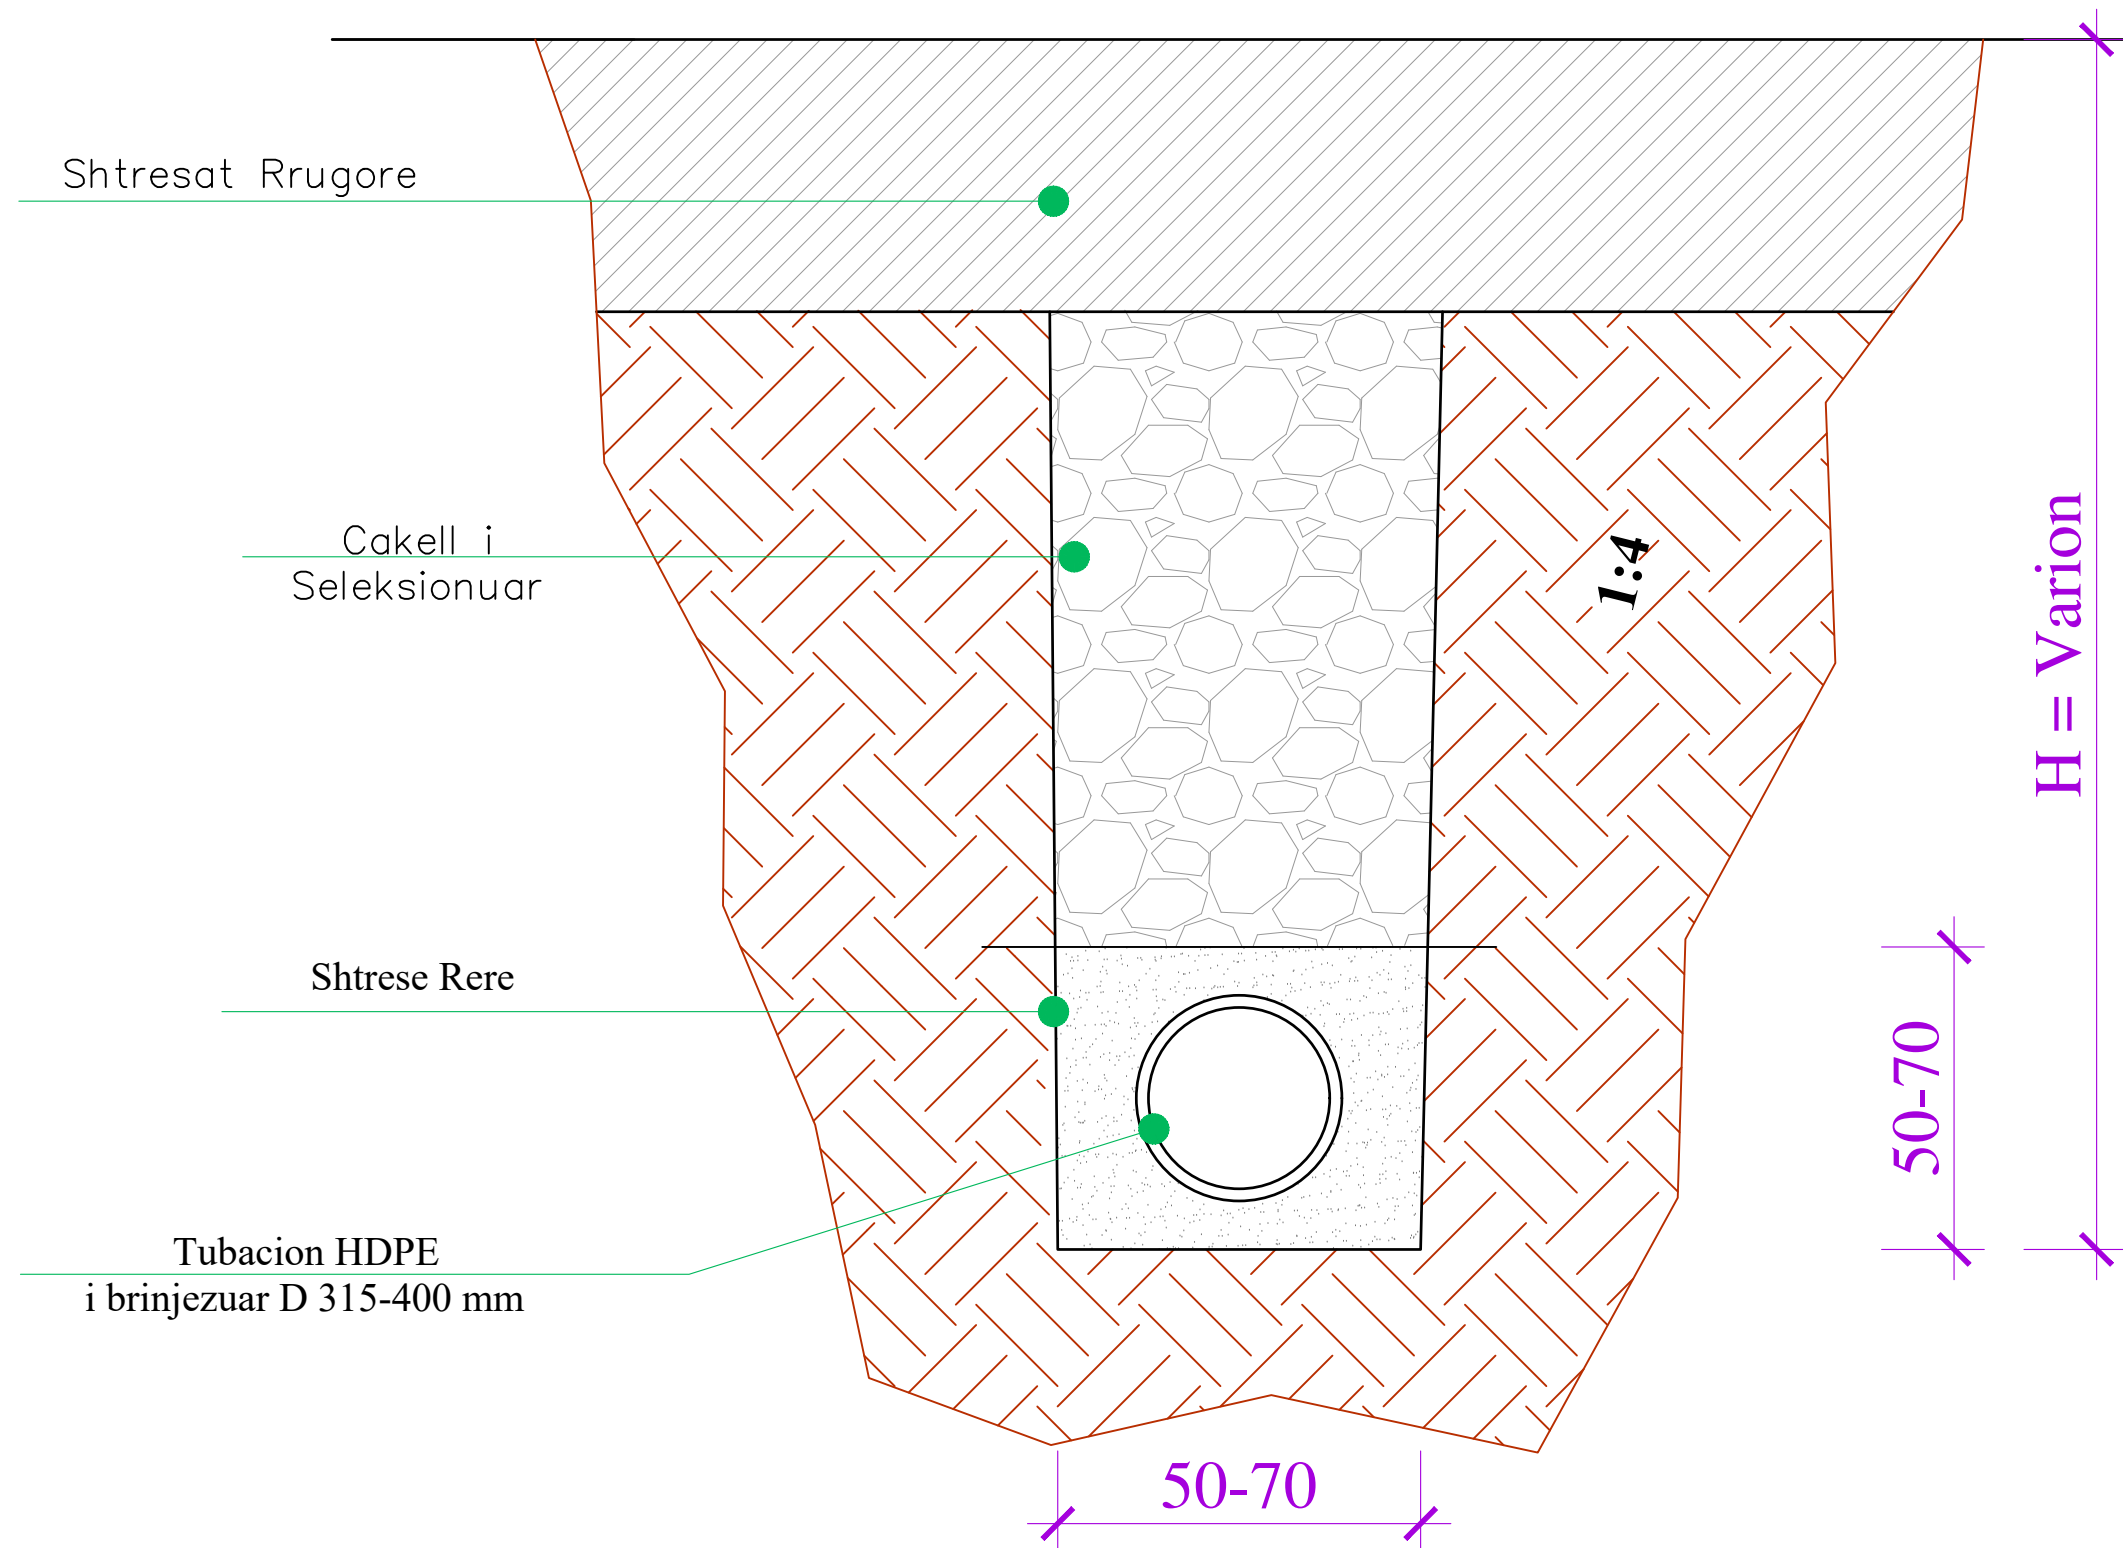 Shtresat Rrugore
Cakell i
Seleksionuar
1:4
H = Varion
Shtrese Rere
50-70
Tubacion HDPE
i brinjezuar D 315-400 mm
50-70